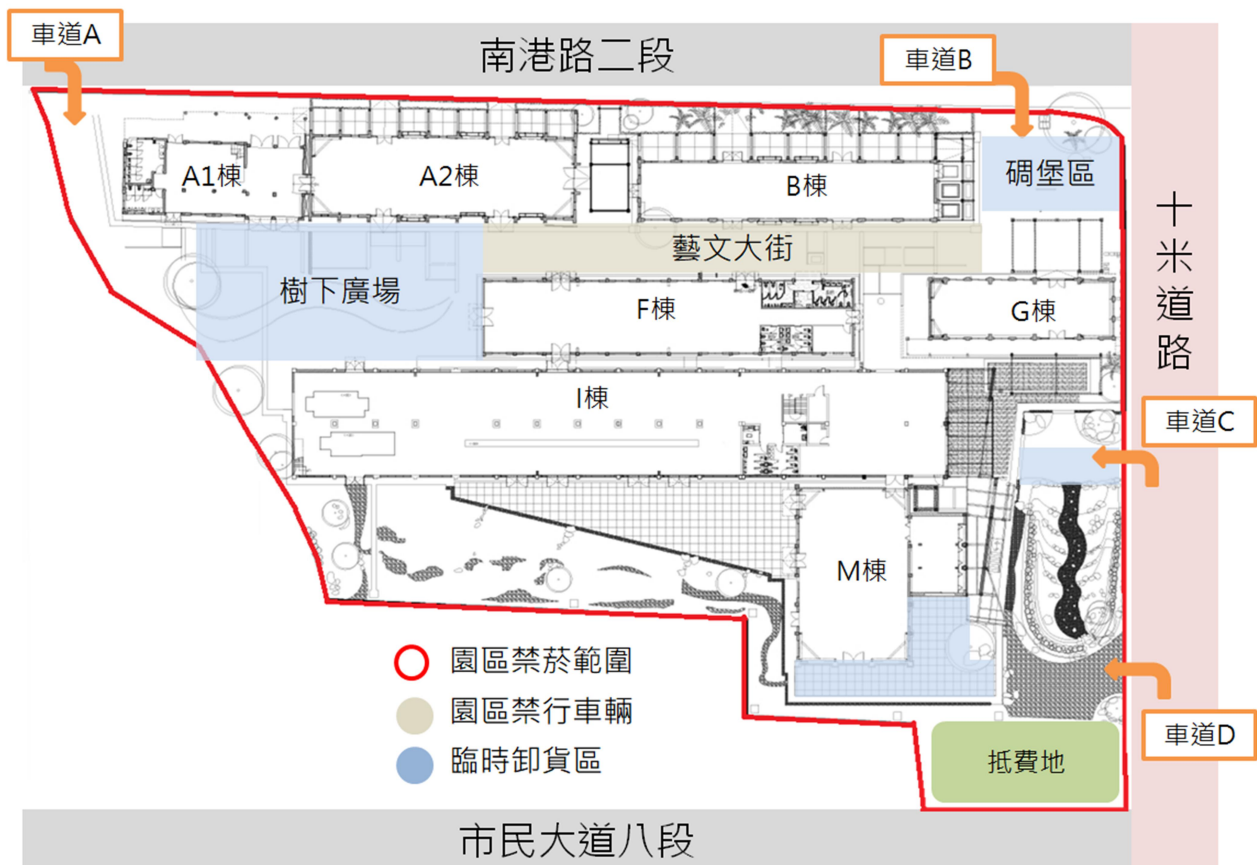 車道A
南港路二段
車道B
A1棟
A2棟
B棟
碉堡區
十米道路
藝文大街
樹下廣場
F棟
G棟
I棟
車道C
M棟
園區禁菸範圍
園區禁行車輛
臨時卸貨區
車道D
抵費地
市民大道八段